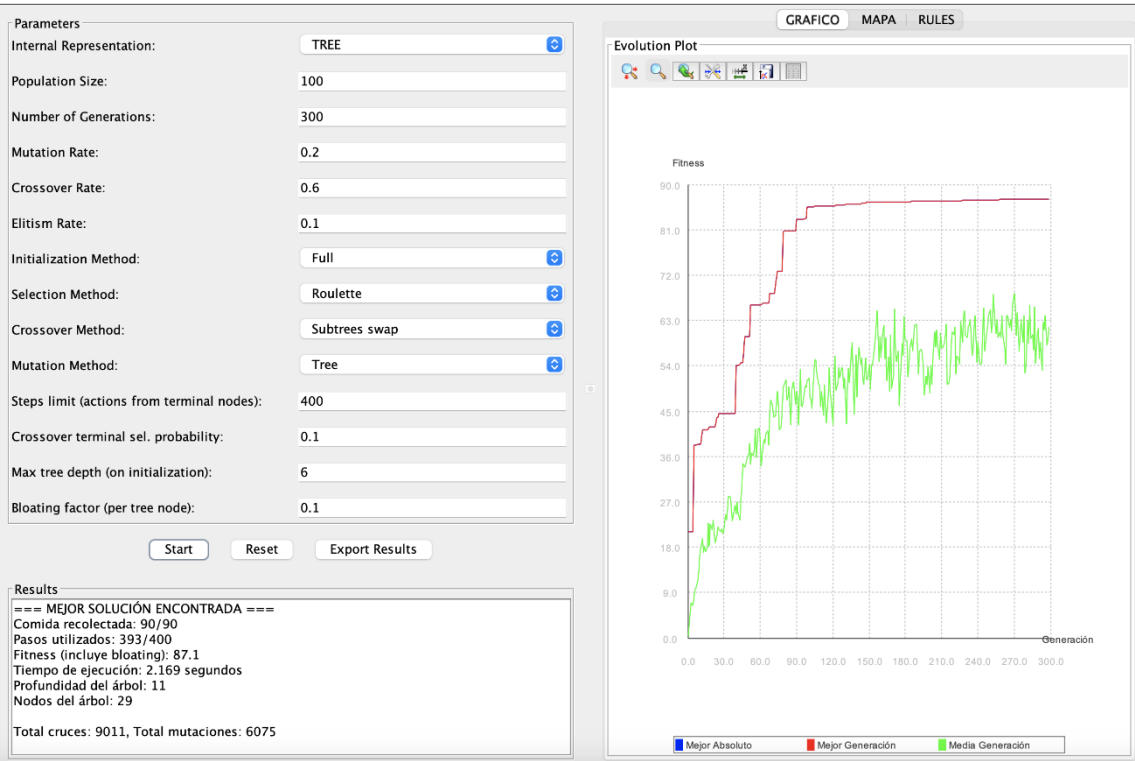 Parameters
Internal Representation: TREE
Population Size: 100
Number of Generations: 300
Mutation Rate: 0.2
Crossover Rate: 0.6
Elitism Rate: 0.1
Initialization Method: Full
Selection Method: Roulette
Crossover Method: Subtrees swap
Mutation Method: Tree
Steps limit (actions from terminal nodes): 400
Crossover terminal sel. probability: 0.1
Max tree depth (on initialization): 6
Bloating factor (per tree node): 0.1
Start Reset Export Results
Results
=== MEJOR SOLUCIÓN ENCONTRADA ===
Comida recolectada: 90/90
Pasos utilizados: 393/400
Fitness (incluye bloating): 87.1
Tiempo de ejecución: 2.169 segundos
Profundidad del árbol: 11
Nodos del árbol: 29
Total cruces: 9011, Total mutaciones: 6075
GRAFICO MAPA RULES
Evolution Plot
Fitness
90.0
81.0
72.0
63.0
54.0
45.0
36.0
27.0
18.0
9.0
0.0
Generación
0.0 30.0 60.0 90.0 120.0 150.0 180.0 210.0 240.0 270.0 300.0
Mejor Absoluto Mejor Generación Media Generación